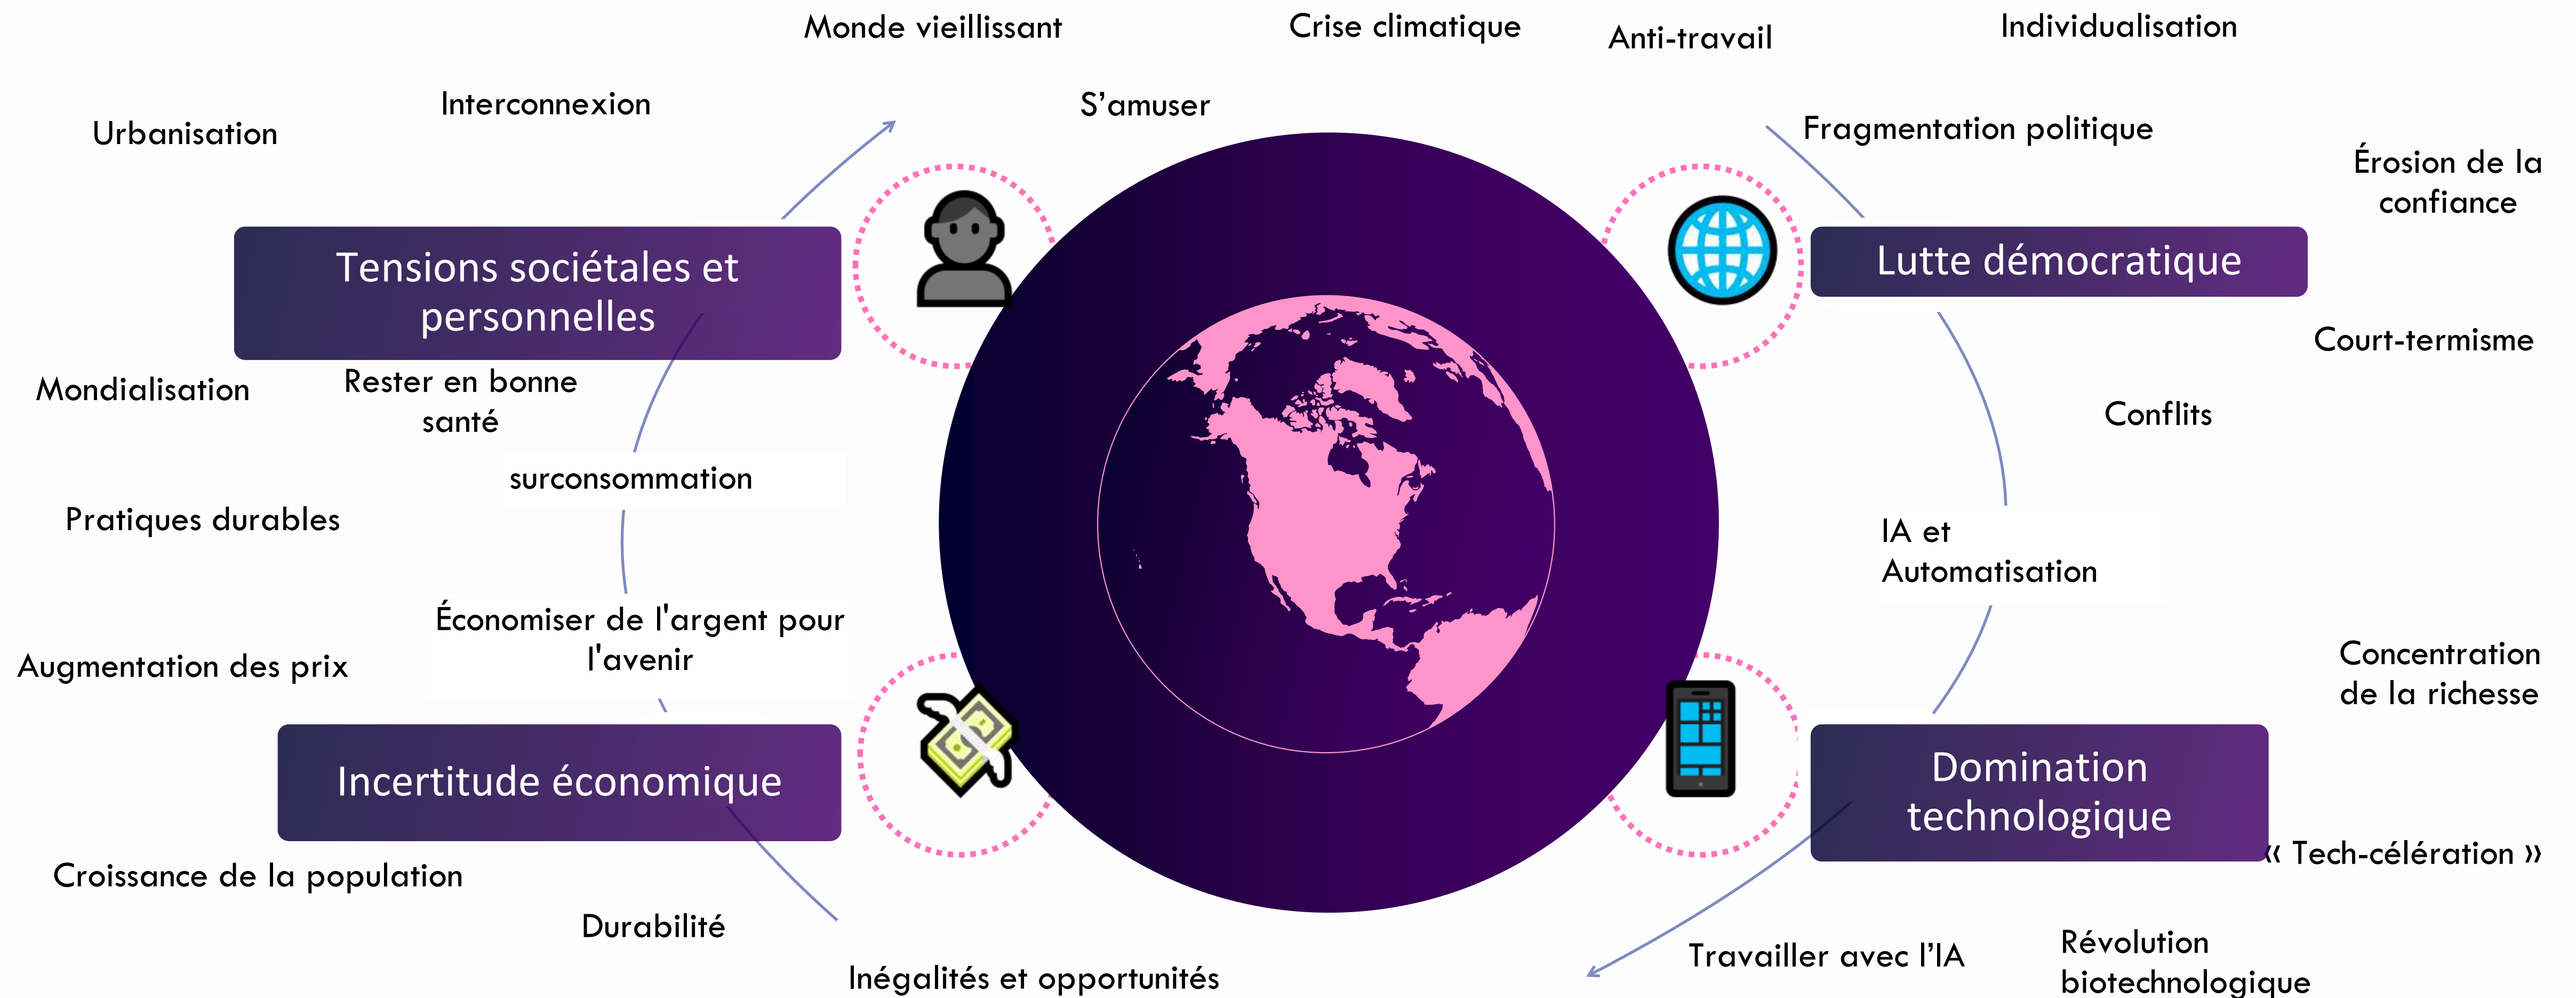 Monde vieillissant
Crise climatique
Anti-travail
Individualisation
Urbanisation
Interconnexion
S’amuser
Fragmentation politique
Érosion de la
confiance
Tensions sociétales et
personnelles
Lutte démocratique
Court-termisme
Mondialisation
Rester en bonne
santé
Conflits
surconsommation
Pratiques durables
IA et
Automatisation
Économiser de l'argent pour
l'avenir
Augmentation des prix
Concentration
de la richesse
Incertitude économique
Domination
technologique
« Tech-célération »
Croissance de la population
Durabilité
Travailler avec l’IA
Révolution
biotechnologique
Inégalités et opportunités